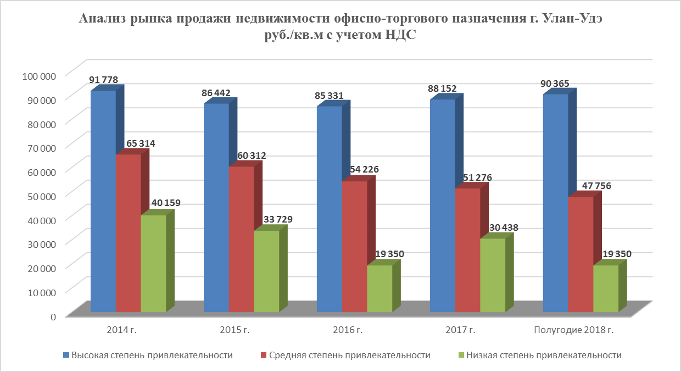 Анализ рынка продажи недвижимости офисно-торгового назначения г. Улан-Удэ
руб./кв.м с учетом НДС
100 000
90 000
80 000
70 000
60 000
50 000
40 000
30 000
20 000
10 000
0
91 778
65 314
40 159
86 442
60 312
33 729
85 331
54 226
19 350
88 152
51 276
30 438
90 365
47 756
19 350
2014 г.
2015 г.
2016 г.
2017 г.
Полугодие 2018 г.
Высокая степень привлекательности
Средняя степень привлекательности
Низкая степень привлекательности